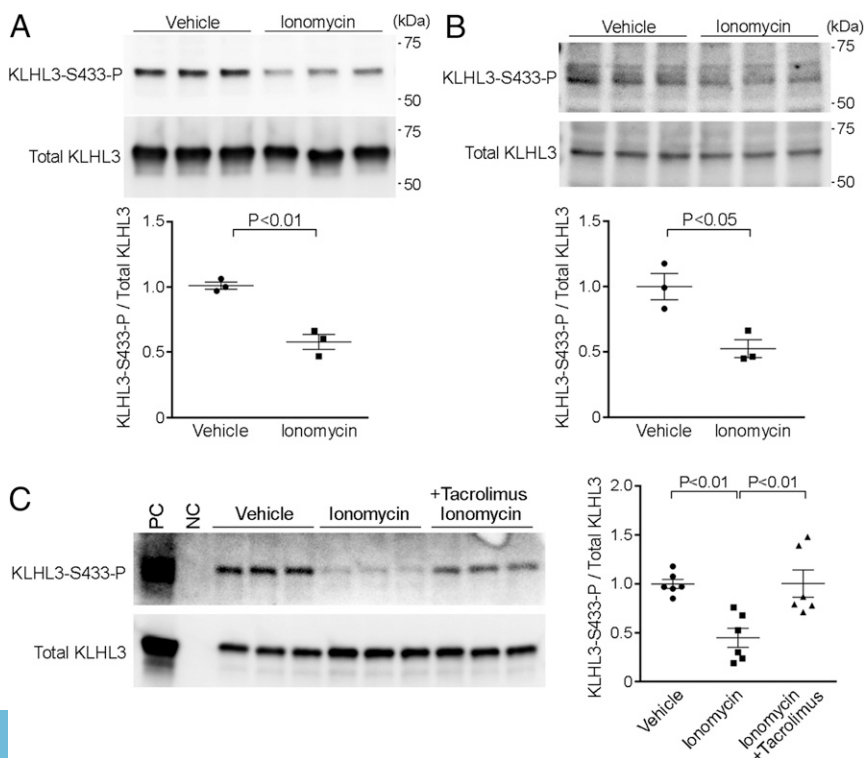 A
Vehicle Ionomycin (kDa)
KLHL3-S433-P
-75
-50
Total KLHL3
-75
-50
KLHL3-S433-P / Total KLHL3
1.5
1.0
0.5
0
P<0.01
Vehicle Ionomycin
B
Vehicle Ionomycin (kDa)
KLHL3-S433-P
-75
-50
Total KLHL3
-75
-50
KLHL3-S433-P / Total KLHL3
1.5
1.0
0.5
0
P<0.05
Vehicle Ionomycin
C
PC NC Vehicle Ionomycin +Tacrolimus
Ionomycin
KLHL3-S433-P
Total KLHL3
KLHL3-S433-P / Total KLHL3
2.0
1.5
1.0
0.5
0
P<0.01 P<0.01
Vehicle
Ionomycin
Ionomycin
+Tacrolimus